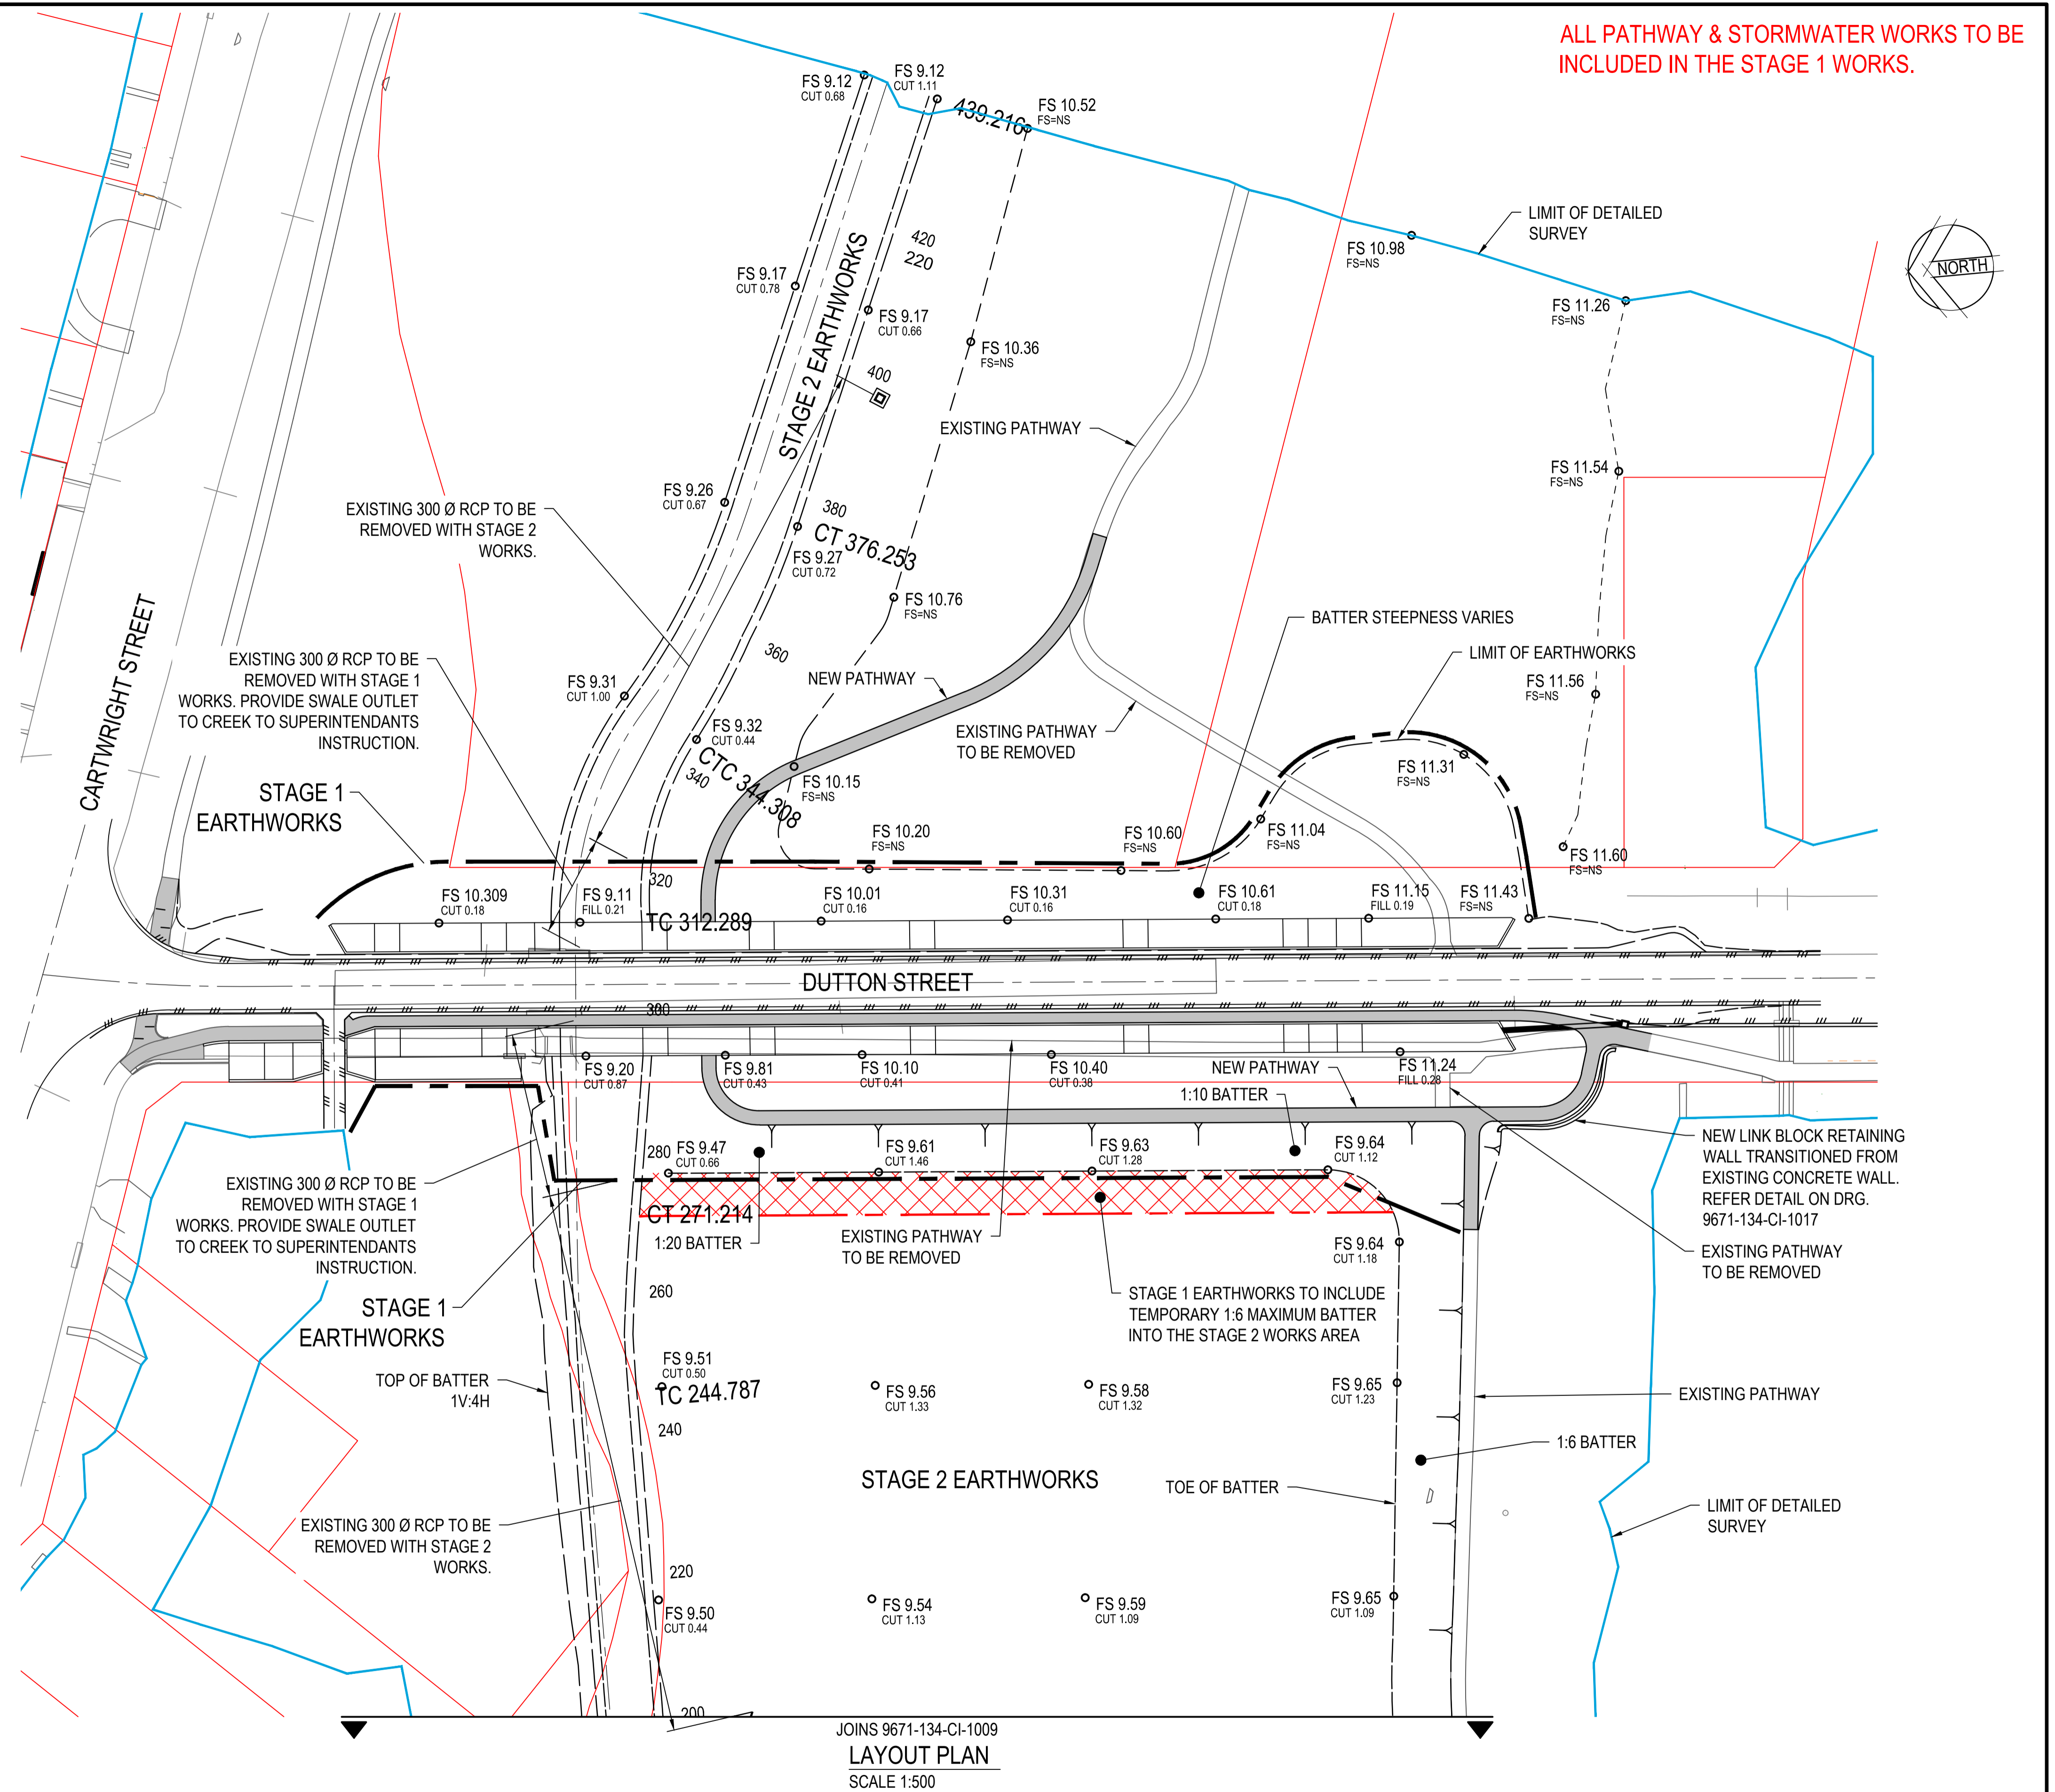 ALL PATHWAY & STORMWATER WORKS TO BE
INCLUDED IN THE STAGE 1 WORKS.
FS 9.12
CUT 0.68
FS 9.12
CUT 1.11
439.216
FS 10.52
FS=NS
LIMIT OF DETAILED
SURVEY
FS 10.98
FS=NS
NORTH
FS 9.17
CUT 0.78
STAGE 2 EARTHWORKS
420
220
FS 11.26
FS=NS
FS 9.17
CUT 0.66
FS 10.36
FS=NS
400
EXISTING PATHWAY
FS 11.54
FS=NS
FS 9.26
CUT 0.67
EXISTING 300 Ø RCP TO BE
REMOVED WITH STAGE 2
WORKS.
380
CT 376.253
FS 9.27
CUT 0.72
FS 10.76
FS=NS
BATTER STEEPNESS VARIES
CARTWRIGHT STREET
EXISTING 300 Ø RCP TO BE
REMOVED WITH STAGE 1
WORKS. PROVIDE SWALE OUTLET
TO CREEK TO SUPERINTENDANTS
INSTRUCTION.
360
LIMIT OF EARTHWORKS
FS 9.31
CUT 1.00
NEW PATHWAY
FS 11.56
FS=NS
FS 9.32
CUT 0.44
EXISTING PATHWAY
TO BE REMOVED
CTC 344.308
340
FS 10.15
FS=NS
FS 11.31
FS=NS
STAGE 1
EARTHWORKS
FS 10.20
FS=NS
FS 10.60
FS=NS
FS 11.04
FS=NS
FS 11.60
FS=NS
320
FS 10.309
CUT 0.18
FS 9.11
FILL 0.21
TC 312.289
FS 10.01
CUT 0.16
FS 10.31
CUT 0.16
FS 10.61
CUT 0.18
FS 11.15
FILL 0.19
FS 11.43
FS=NS
DUTTON STREET
300
FS 9.20
CUT 0.87
FS 9.81
CUT 0.43
FS 10.10
CUT 0.41
FS 10.40
CUT 0.38
NEW PATHWAY
FS 11.24
FILL 0.28
1:10 BATTER
280
FS 9.47
CUT 0.66
FS 9.61
CUT 1.46
FS 9.63
CUT 1.28
FS 9.64
CUT 1.12
NEW LINK BLOCK RETAINING
WALL TRANSITIONED FROM
EXISTING CONCRETE WALL.
REFER DETAIL ON DRG.
9671-134-CI-1017
EXISTING 300 Ø RCP TO BE
REMOVED WITH STAGE 1
WORKS. PROVIDE SWALE OUTLET
TO CREEK TO SUPERINTENDANTS
INSTRUCTION.
CT 271.214
1:20 BATTER
EXISTING PATHWAY
TO BE REMOVED
FS 9.64
CUT 1.18
EXISTING PATHWAY
TO BE REMOVED
260
STAGE 1 EARTHWORKS TO INCLUDE
TEMPORARY 1:6 MAXIMUM BATTER
INTO THE STAGE 2 WORKS AREA
STAGE 1
EARTHWORKS
FS 9.51
CUT 0.50
TOP OF BATTER
1V:4H
TC 244.787
FS 9.56
CUT 1.33
FS 9.58
CUT 1.32
FS 9.65
CUT 1.23
EXISTING PATHWAY
240
1:6 BATTER
STAGE 2 EARTHWORKS
TOE OF BATTER
LIMIT OF DETAILED
SURVEY
EXISTING 300 Ø RCP TO BE
REMOVED WITH STAGE 2
WORKS.
220
FS 9.50
CUT 0.44
FS 9.54
CUT 1.13
FS 9.59
CUT 1.09
FS 9.65
CUT 1.09
200
JOINS 9671-134-CI-1009
LAYOUT PLAN
SCALE 1:500